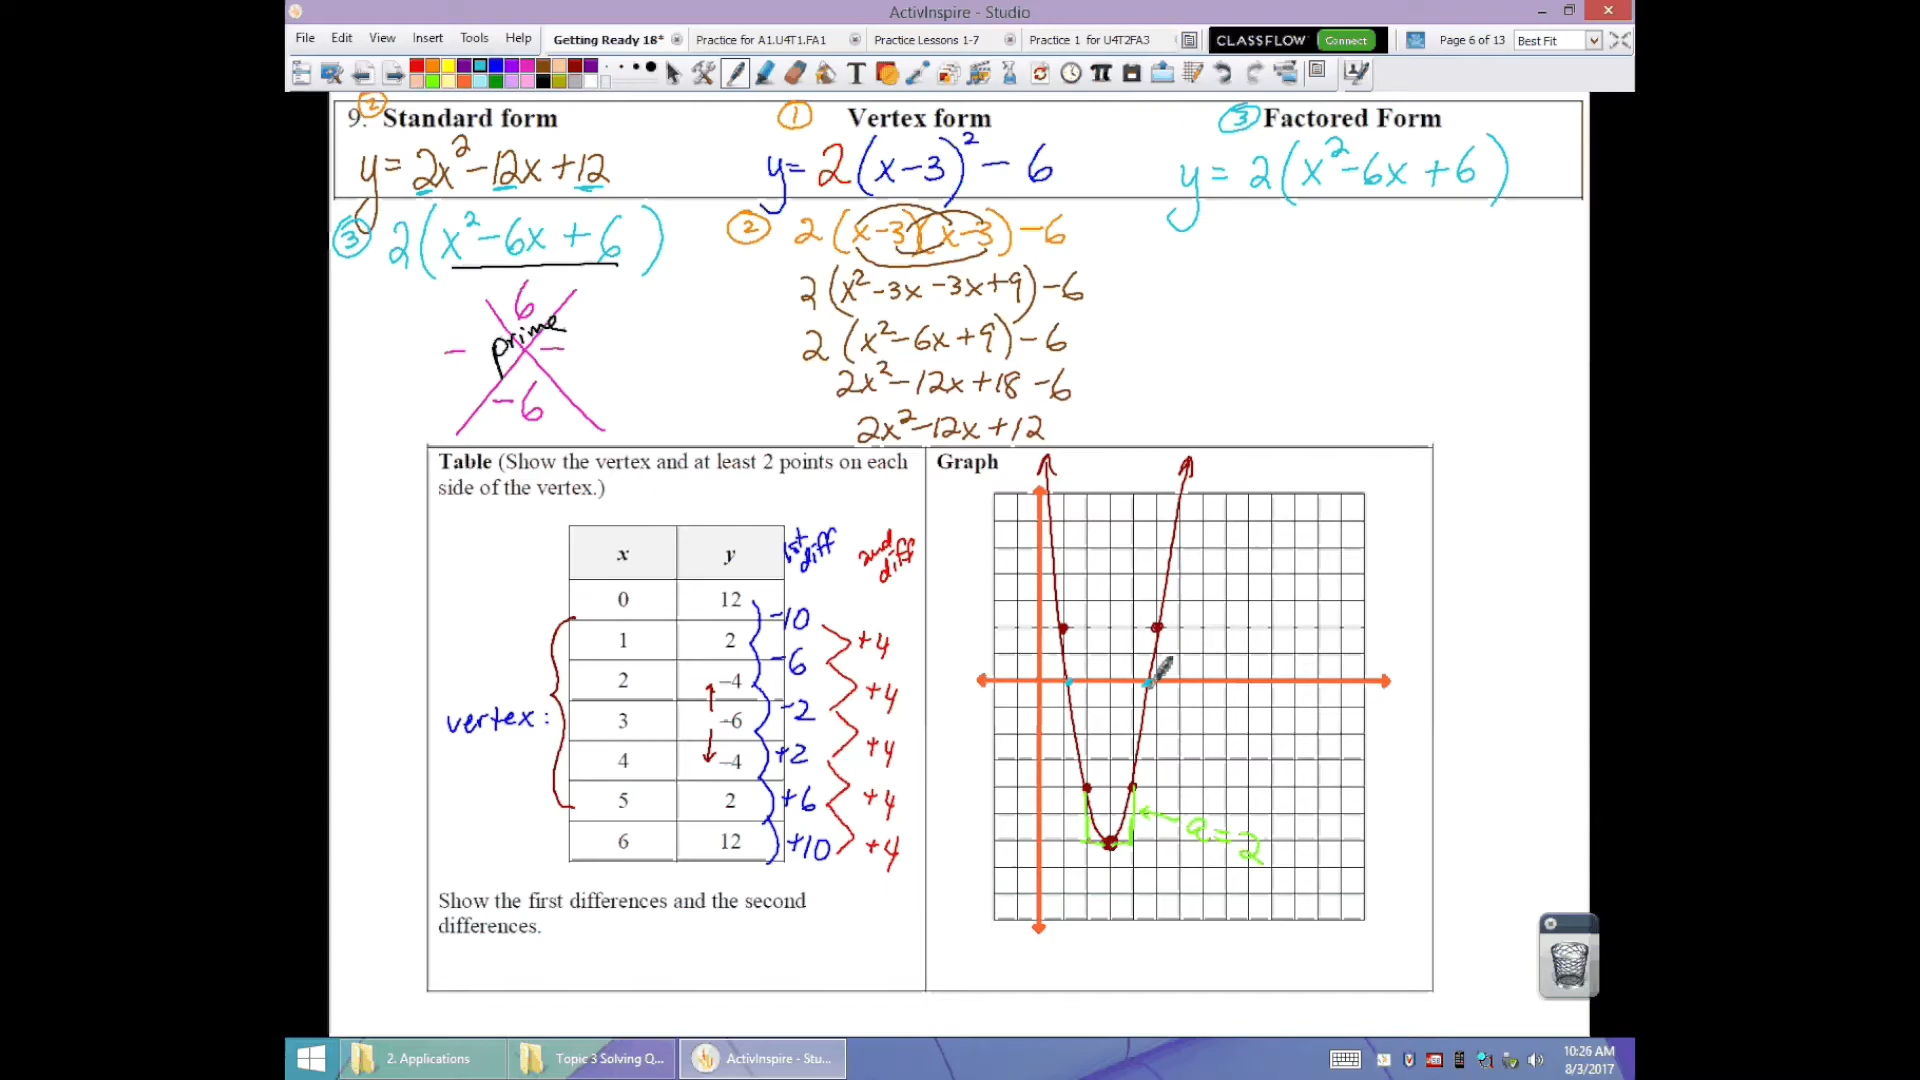 ActivInspire - Studio
File Edit View Insert Tools Help Getting Ready 18* Practice for A1.U4T1.FA1 Practice Lessons 1-7 Practice 1 for U4T2FA3 CLASSFLOW Connect Page 6 of 13 Best Fit
② ① ③
9. Standard form Vertex form Factored Form
y = 2x² - 12x + 12 y = 2(x-3)² - 6 y = 2(x² - 6x + 6)
③ 2(x² - 6x + 6) ② 2(x-3)(x-3) - 6
6 2(x² - 3x - 3x + 9) - 6
prime
- - 2(x² - 6x + 9) - 6
-6 2x² - 12x + 18 - 6
2x² - 12x + 12
Table (Show the vertex and at least 2 points on each
side of the vertex.)
Graph
x y 1st diff 2nd diff
0 12
-10
1 2 +4
-6
2 -4 +4
-2
vertex: 3 -6 +4
+2
4 -4 +4
+6
5 2 +4
+10
6 12
a = 2
Show the first differences and the second
differences.
2. Applications Topic 3 Solving Q... ActivInspire - Stu...
10:26 AM
8/3/2017